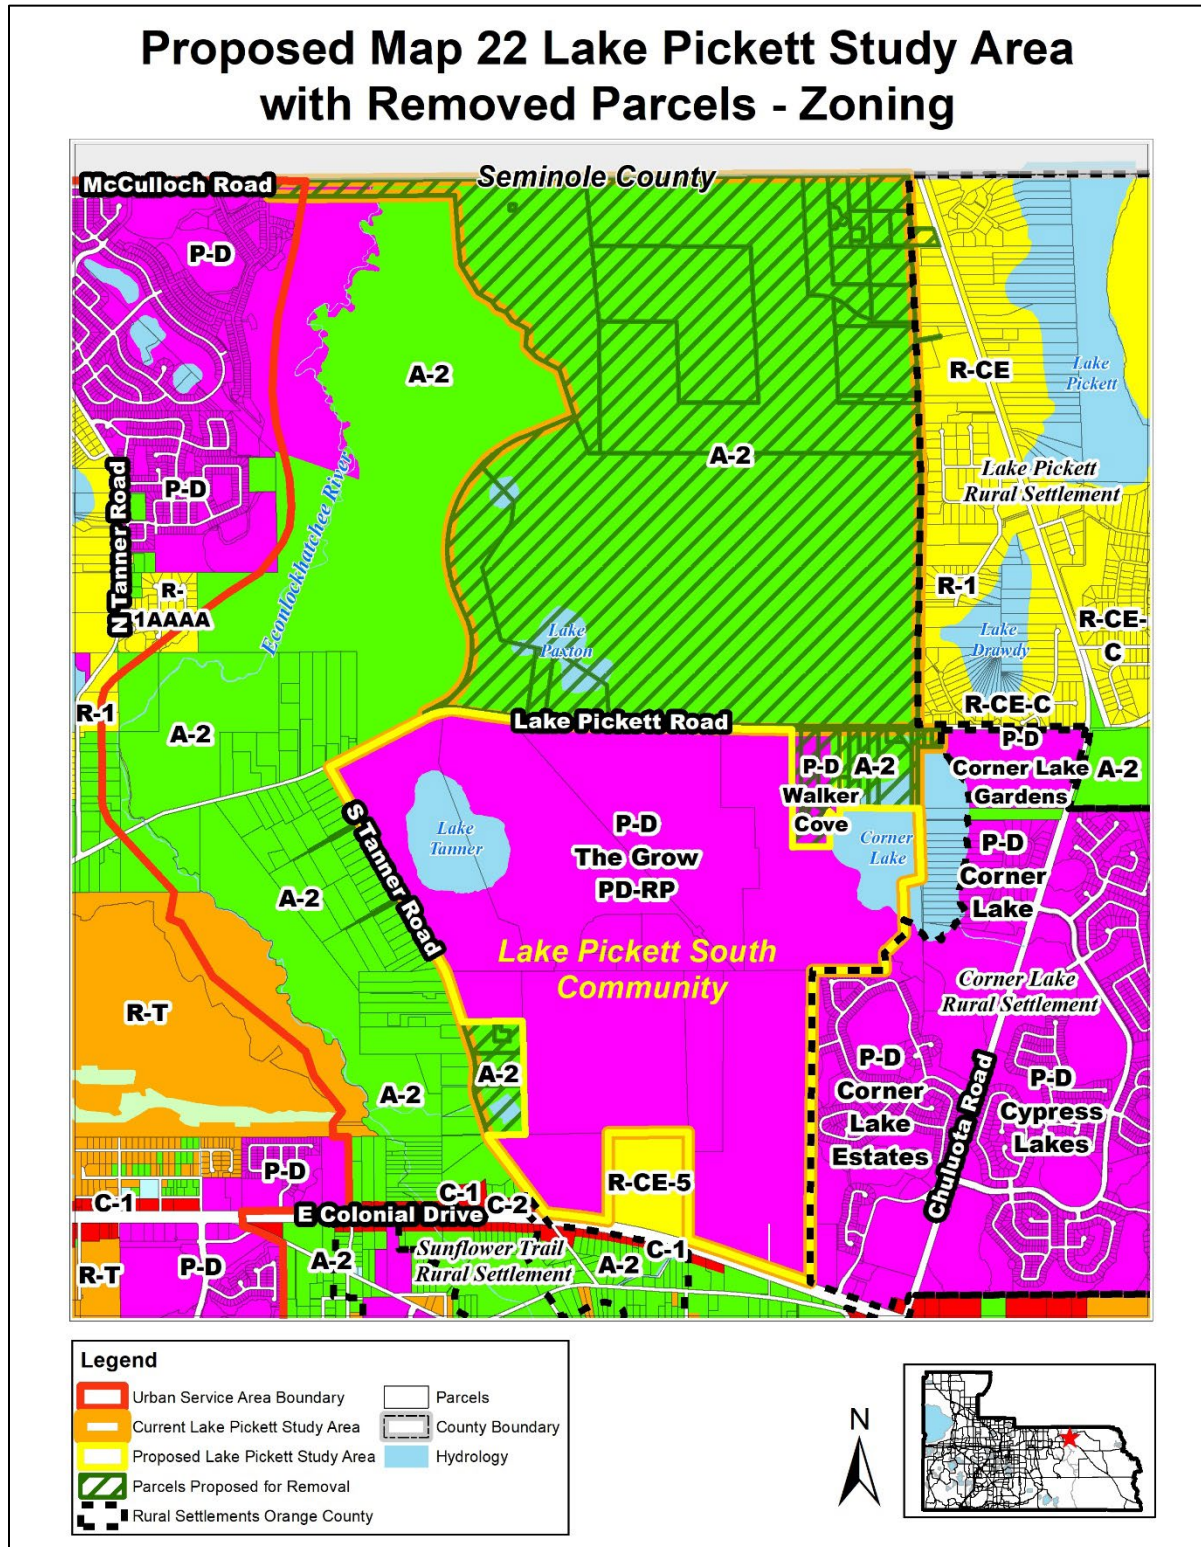 Proposed Map 22 Lake Pickett Study Area
with Removed Parcels - Zoning
Seminole County
McCulloch Road
P-D
A-2
R-CE
Lake
Pickett
A-2
Lake Pickett
Rural Settlement
P-D
N Tanner Road
Econlockhatchee River
R-
1AAAA
R-1
R-CE-
C
Lake
Paxton
Lake
Drawdy
R-CE-C
R-1
A-2
Lake Pickett Road
P-D
Corner Lake
Gardens
A-2
P-D
Walker
Cove
A-2
S Tanner Road
Lake
Tanner
P-D
The Grow
PD-RP
Corner
Lake
P-D
Corner
Lake
A-2
Lake Pickett South
Community
Corner Lake
Rural Settlement
R-T
A-2
A-2
P-D
Corner
Lake
Estates
Chuluota Road
P-D
Cypress
Lakes
P-D
R-CE-5
C-1
C-1
C-2
E Colonial Drive
C-1
Sunflower Trail
Rural Settlement
A-2
A-2
P-D
R-T
Legend
Urban Service Area Boundary
Current Lake Pickett Study Area
Proposed Lake Pickett Study Area
Parcels Proposed for Removal
Rural Settlements Orange County
Parcels
County Boundary
Hydrology
N